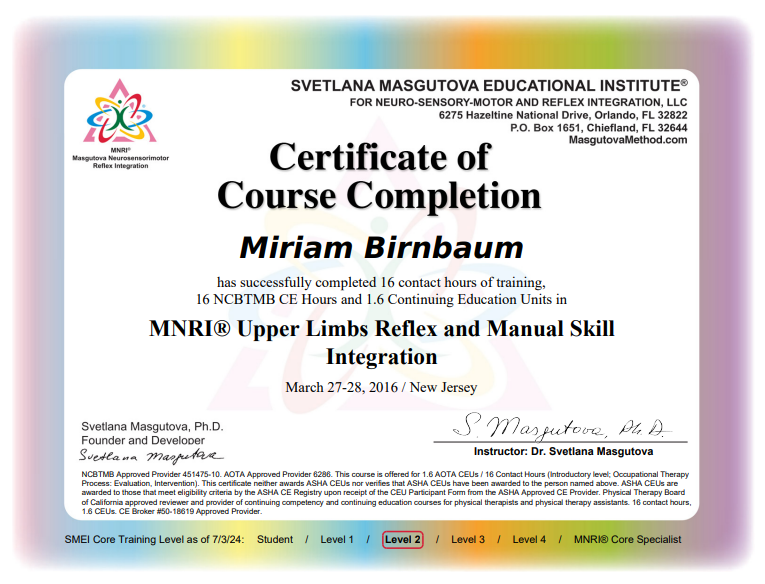 SVETLANA MASGUTOVA EDUCATIONAL INSTITUTE®
FOR NEURO-SENSORY-MOTOR AND REFLEX INTEGRATION, LLC
6275 Hazeltine National Drive, Orlando, FL 32822
P.O. Box 1651, Chiefland, FL 32644
MasgutovaMethod.com
MNRI®
Masgutova Neurosensorimotor
Reflex Integration
Certificate of
Course Completion
Miriam Birnbaum
has successfully completed 16 contact hours of training,
16 NCBTMB CE Hours and 1.6 Continuing Education Units in
MNRI® Upper Limbs Reflex and Manual Skill
Integration
March 27-28, 2016 / New Jersey
Svetlana Masgutova, Ph.D.
Founder and Developer
Svetlana Masgutova
S. Masgutova, Ph.D.
Instructor: Dr. Svetlana Masgutova
NCBTMB Approved Provider 451475-10. AOTA Approved Provider 6286. This course is offered for 1.6 AOTA CEUs / 16 Contact Hours (Introductory level; Occupational Therapy
Process: Evaluation, Intervention). This certificate neither awards ASHA CEUs nor verifies that ASHA CEUs have been awarded to the person named above. ASHA CEUs are
awarded to those that meet eligibility criteria by the ASHA CE Registry upon receipt of the CEU Participant Form from the ASHA Approved CE Provider. Physical Therapy Board
of California approved reviewer and provider of continuing competency and continuing education courses for physical therapists and physical therapy assistants. 16 contact hours,
1.6 CEUs. CE Broker #50-18619 Approved Provider.
SMEI Core Training Level as of 7/3/24: Student / Level 1 / Level 2 / Level 3 / Level 4 / MNRI® Core Specialist